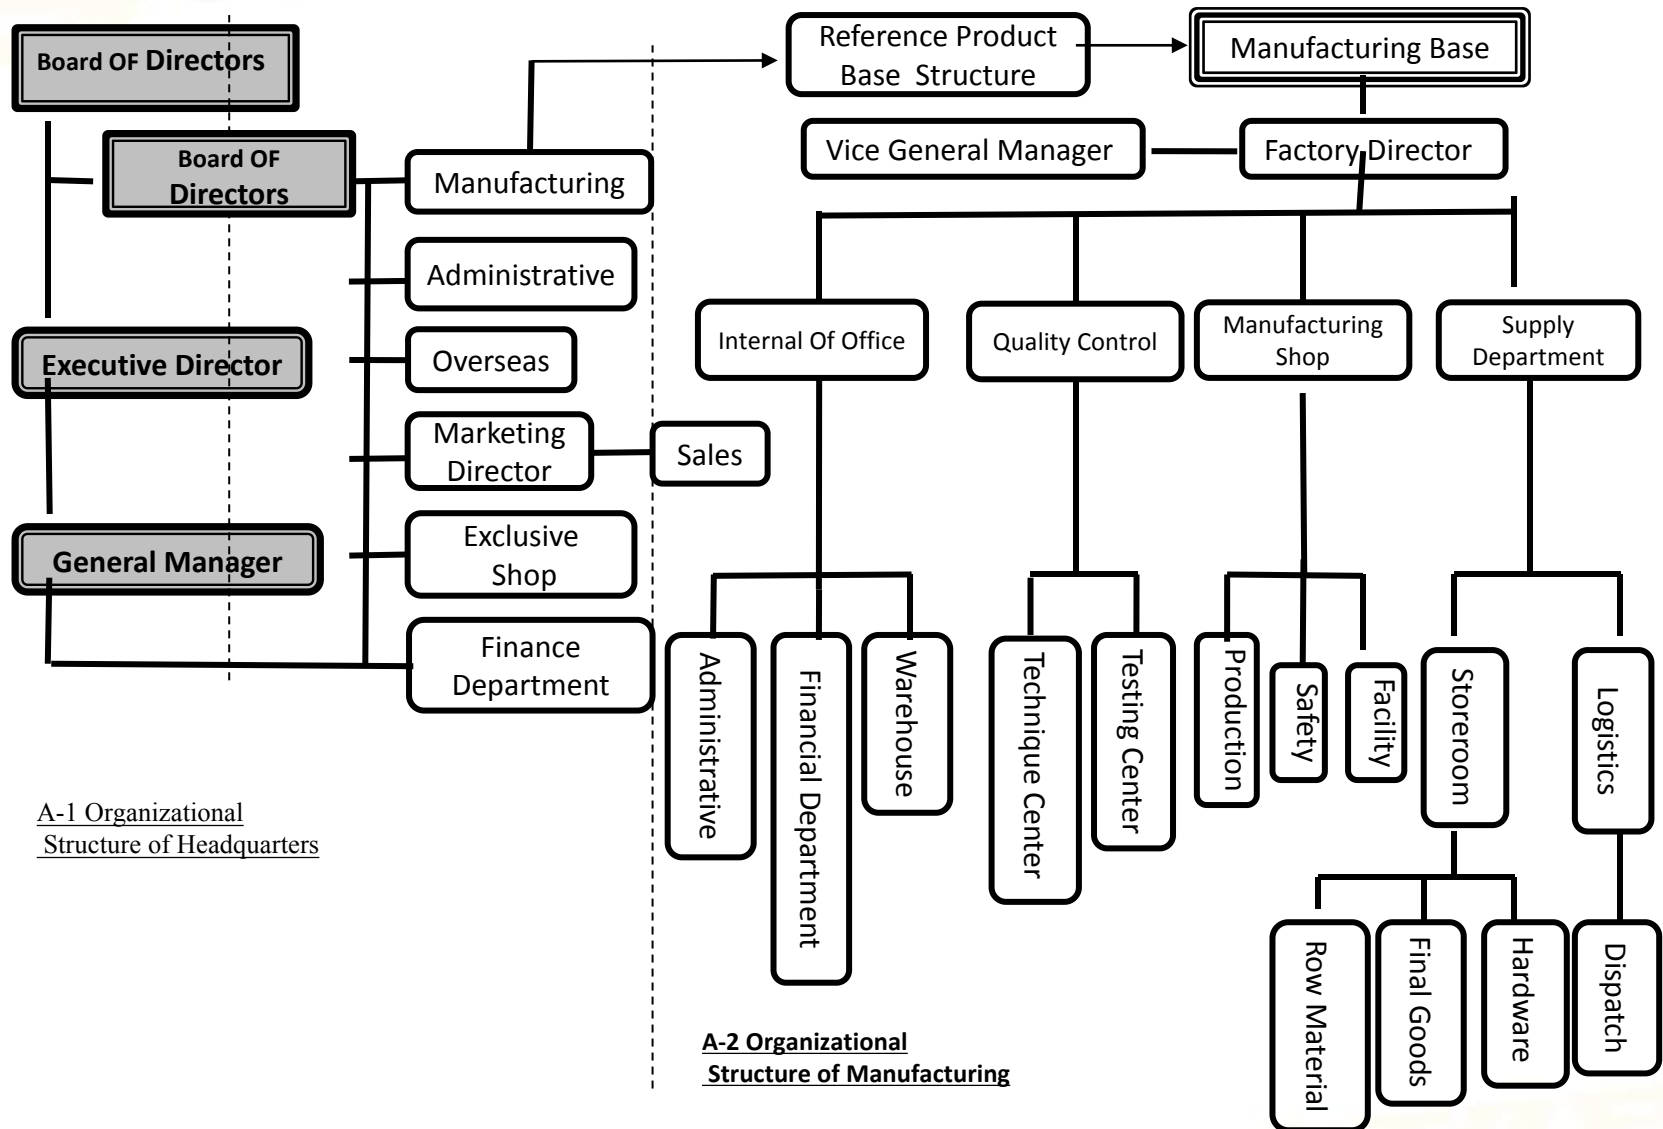 Board OF Directors
Board OF
Directors
Executive Director
General Manager
Manufacturing
Administrative
Overseas
Marketing
Director
Sales
Exclusive
Shop
Finance
Department
A-1 Organizational
Structure of Headquarters
Reference Product
Base Structure
Manufacturing Base
Vice General Manager
Factory Director
Internal Of Office
Quality Control
Manufacturing
Shop
Supply
Department
Administrative
Financial Department
Warehouse
Technique Center
Testing Center
Production
Safety
Facility
Storeroom
Logistics
Row Material
Final Goods
Hardware
Dispatch
A-2 Organizational
Structure of Manufacturing